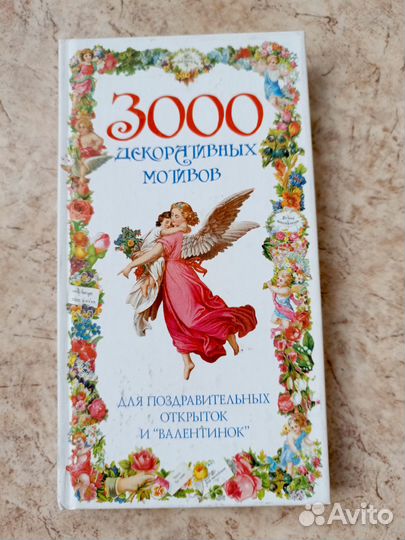 3000
ДЕКОРАТИВНЫХ
МОТИВОВ
ДЛЯ ПОЗДРАВИТЕЛЬНЫХ
ОТКРЫТОК
И "ВАЛЕНТИНОК"
Avito